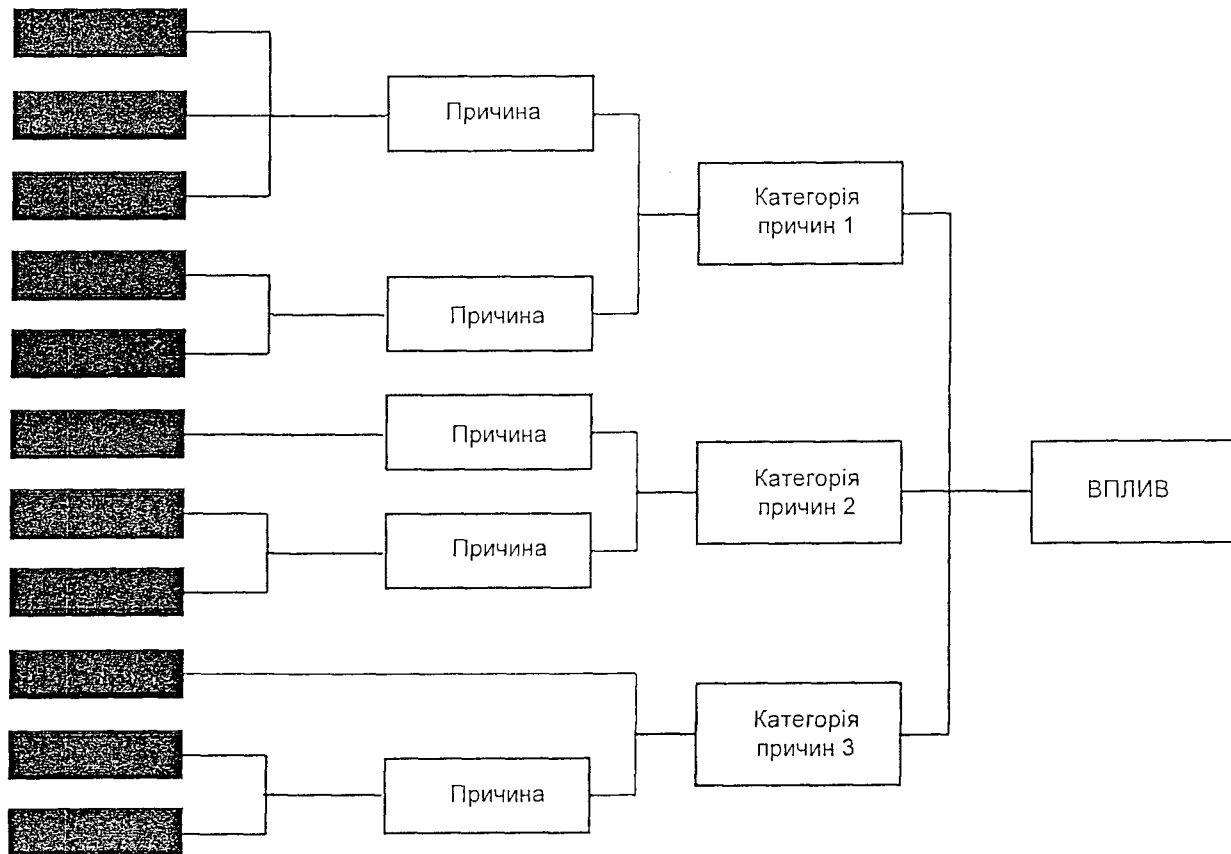 Причина
Категорія
причин 1
Причина
Причина
Категорія
причин 2
ВПЛИВ
Причина
Категорія
причин 3
Причина